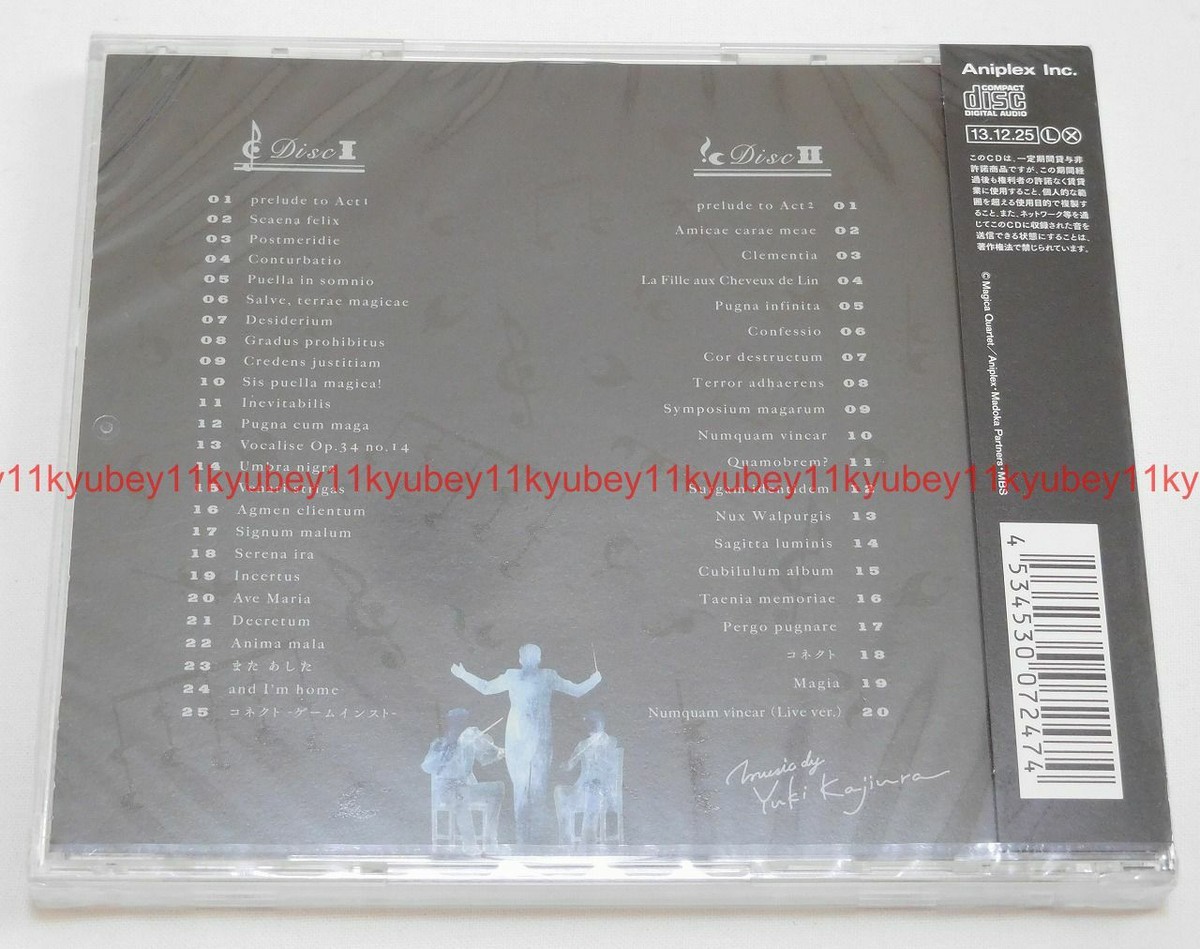 Disc I
01 prelude to Act 1
02 Scaena felix
03 Postmeridie
04 Conturbatio
05 Puella in somnio
06 Salve, terrae magicae
07 Desiderium
08 Gradus prohibitus
09 Credens justitiam
10 Sis puella magica!
11 Inevitabilis
12 Pugna cum maga
13 Vocalise Op.34 no.14
14 Umbra nigra
15 Venari strigas
16 Agmen clientum
17 Signum malum
18 Serena ira
19 Incertus
20 Ave Maria
21 Decretum
22 Anima mala
23 また あした
24 and I'm home
25 コネクト -ゲームインスト-
Disc II
prelude to Act 2 01
Amicae carae meae 02
Clementia 03
La Fille aux Cheveux de Lin 04
Pugna infinita 05
Confessio 06
Cor destructum 07
Terror adhaerens 08
Symposium magarum 09
Numquam vincar 10
Quamobrem? 11
Surgam identidem 12
Nux Walpurgis 13
Sagitta luminis 14
Cubilulum album 15
Taenia memoriae 16
Pergo pugnare 17
コネクト 18
Magia 19
Numquam vincar (Live ver.) 20
music by
Yuki Kajiura
Aniplex Inc.
COMPACT
disc
DIGITAL AUDIO
13.12.25 Ⓛ Ⓧ
このCDは、一定期間貸与非
許諾商品ですが、この期間経
過後も権利者の許諾なく賃貸
業に使用すること、個人的な範
囲を超える使用目的で複製す
ること、また、ネットワーク等を通
じてこのCDに収録された音を
送信できる状態にすることは、
著作権法で禁じられています。
©Magica Quartet／Aniplex・Madoka Partners・MBS
4 534530 072474
y11kyubey11kyubey11kyubey11kyubey11kyubey11kyubey11kyubey11ky